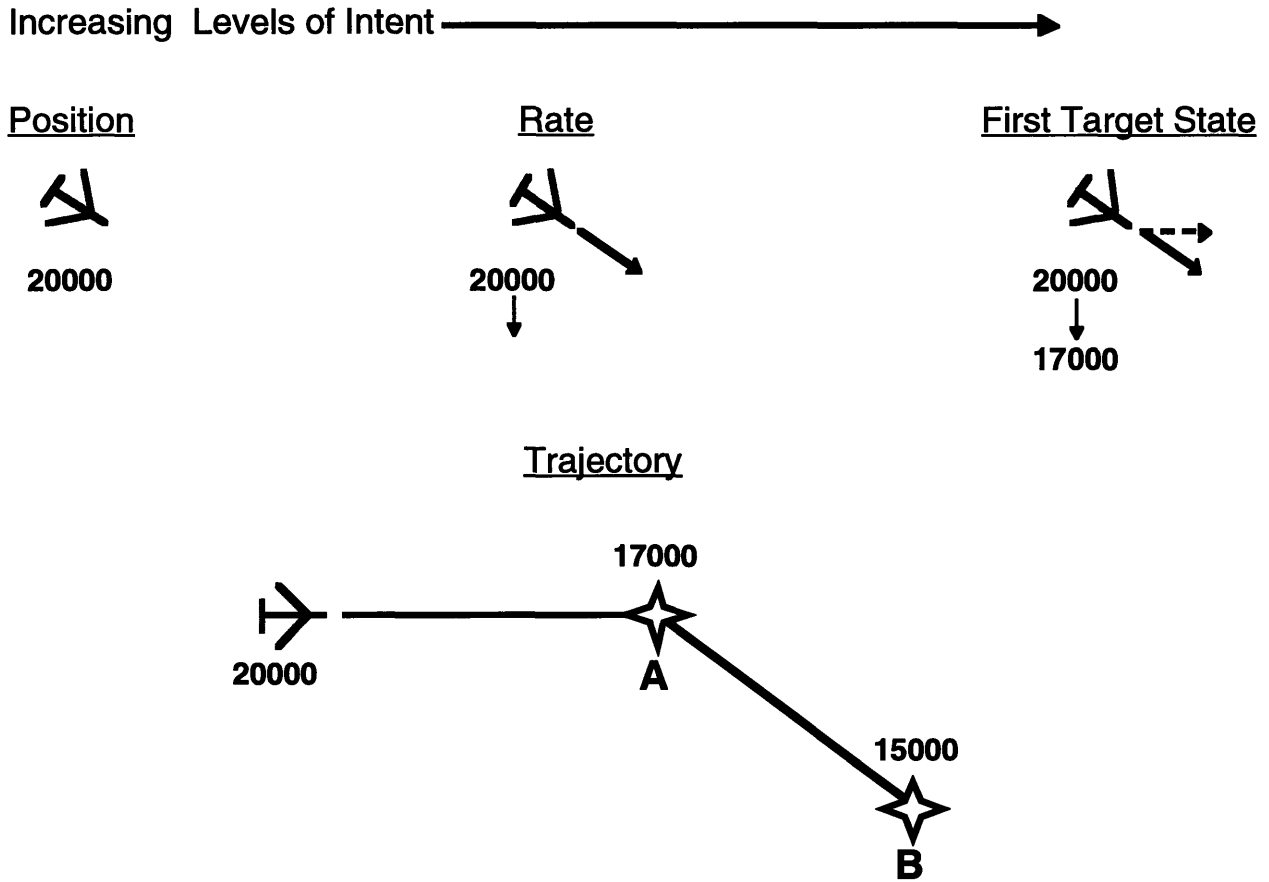 Increasing Levels of Intent
Position
Rate
First Target State
20000
20000
20000
17000
Trajectory
17000
20000
A
15000
B